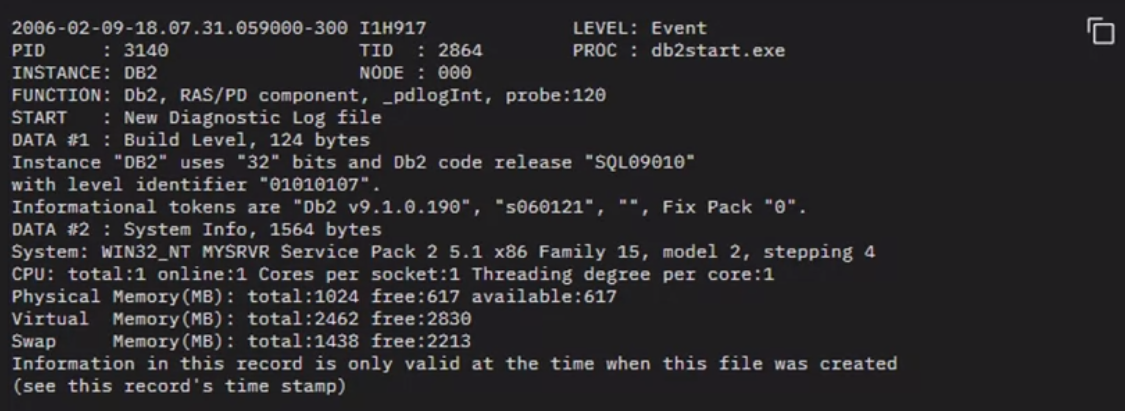 2006-02-09-18.07.31.059000-300 I1H917 LEVEL: Event
PID : 3140 TID : 2864 PROC : db2start.exe
INSTANCE: DB2 NODE : 000
FUNCTION: Db2, RAS/PD component, _pdlogInt, probe:120
START : New Diagnostic Log file
DATA #1 : Build Level, 124 bytes
Instance "DB2" uses "32" bits and Db2 code release "SQL09010"
with level identifier "01010107".
Informational tokens are "Db2 v9.1.0.190", "s060121", "", Fix Pack "0".
DATA #2 : System Info, 1564 bytes
System: WIN32_NT MYSRVR Service Pack 2 5.1 x86 Family 15, model 2, stepping 4
CPU: total:1 online:1 Cores per socket:1 Threading degree per core:1
Physical Memory(MB): total:1024 free:617 available:617
Virtual Memory(MB): total:2462 free:2830
Swap Memory(MB): total:1438 free:2213
Information in this record is only valid at the time when this file was created
(see this record's time stamp)